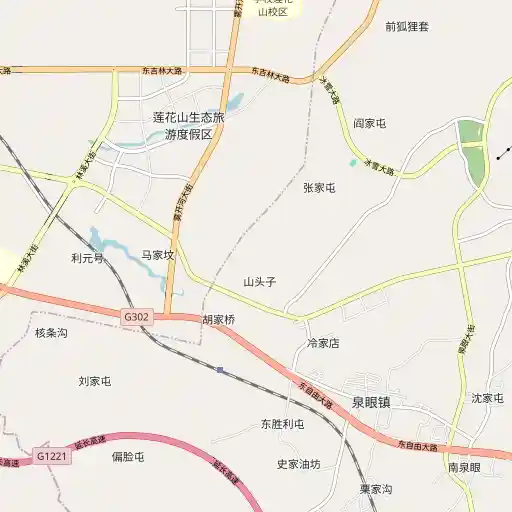 山校区
前狐狸套
东吉林大路
东吉林大路
冰雪大路
莲花山生态旅
游度假区
阎家屯
冰雪大路
林溪大街
张家屯
雾开河大街
林溪大街
利元号
马家坟
山头子
G302
胡家桥
核条沟
冷家店
泉眼大街
刘家屯
东自由大路
泉眼镇
沈家屯
东胜利屯
延长高速
东自由大路
G1221
偏脸屯
延长高速
延长高速
史家油坊
南泉眼
栗家沟